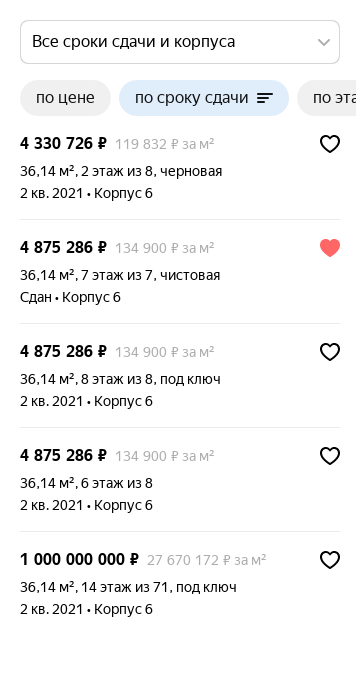 Все сроки сдачи и корпуса
по цене по сроку сдачи по эта
4 330 726 ₽ 119 832 ₽ за м²
36,14 м², 2 этаж из 8, черновая
2 кв. 2021 • Корпус 6
4 875 286 ₽ 134 900 ₽ за м²
36,14 м², 7 этаж из 7, чистовая
Сдан • Корпус 6
4 875 286 ₽ 134 900 ₽ за м²
36,14 м², 8 этаж из 8, под ключ
2 кв. 2021 • Корпус 6
4 875 286 ₽ 134 900 ₽ за м²
36,14 м², 6 этаж из 8
2 кв. 2021 • Корпус 6
1 000 000 000 ₽ 27 670 172 ₽ за м²
36,14 м², 14 этаж из 71, под ключ
2 кв. 2021 • Корпус 6